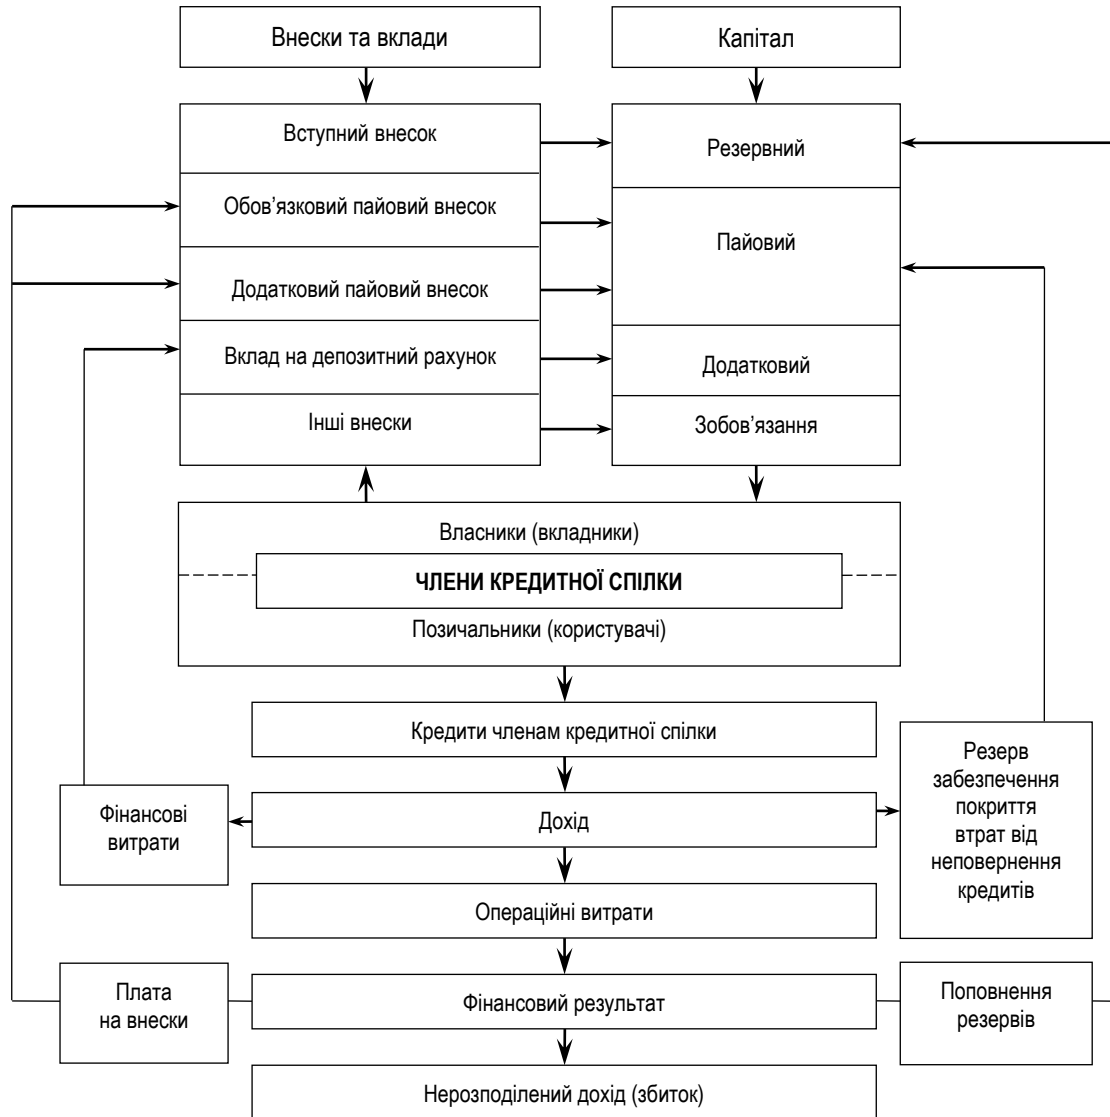 Внески та вклади
Капітал
Вступний внесок
Резервний
Обов’язковий пайовий внесок
Пайовий
Додатковий пайовий внесок
Вклад на депозитний рахунок
Додатковий
Інші внески
Зобов’язання
Власники (вкладники)
ЧЛЕНИ КРЕДИТНОЇ СПІЛКИ
Позичальники (користувачі)
Кредити членам кредитної спілки
Резерв
забезпечення
покриття
втрат від
неповернення
кредитів
Фінансові
витрати
Дохід
Операційні витрати
Плата
на внески
Фінансовий результат
Поповнення
резервів
Нерозподілений дохід (збиток)